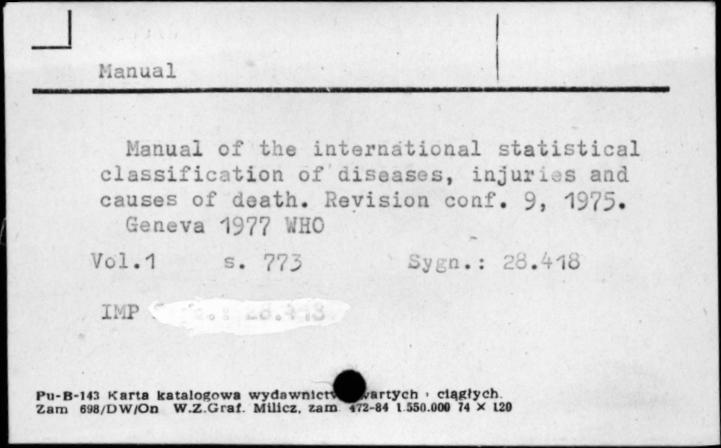 Manual
Manual of the international statistical
classification of diseases, injuries and
causes of death. Revision conf. 9, 1975.
Geneva 1977 WHO
Vol.1 s. 773 Sygn.: 28.418
IMP
Pu-B-143 Karta katalogowa ciągłych.
Zam 698/DW/On W.Z.Graf. Milicz, zam 472-84 1.550.000 74 × 120